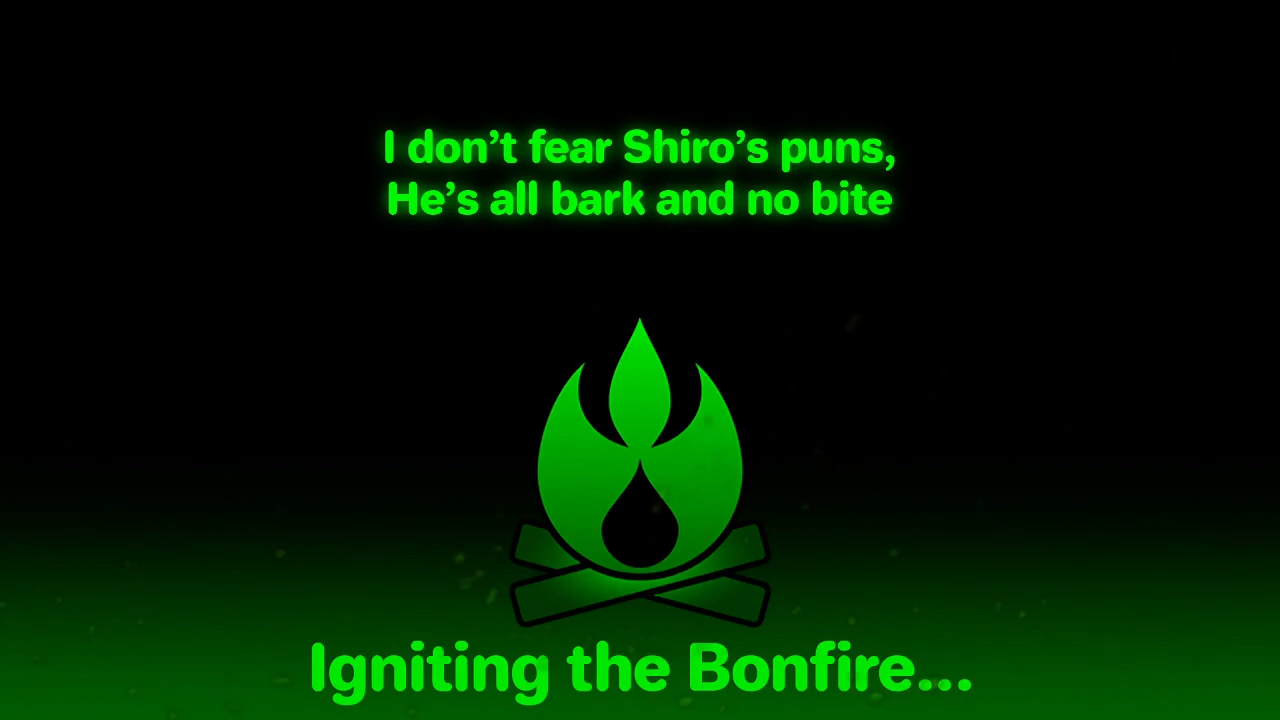 I don’t fear Shiro’s puns,
He’s all bark and no bite
Igniting the Bonfire...